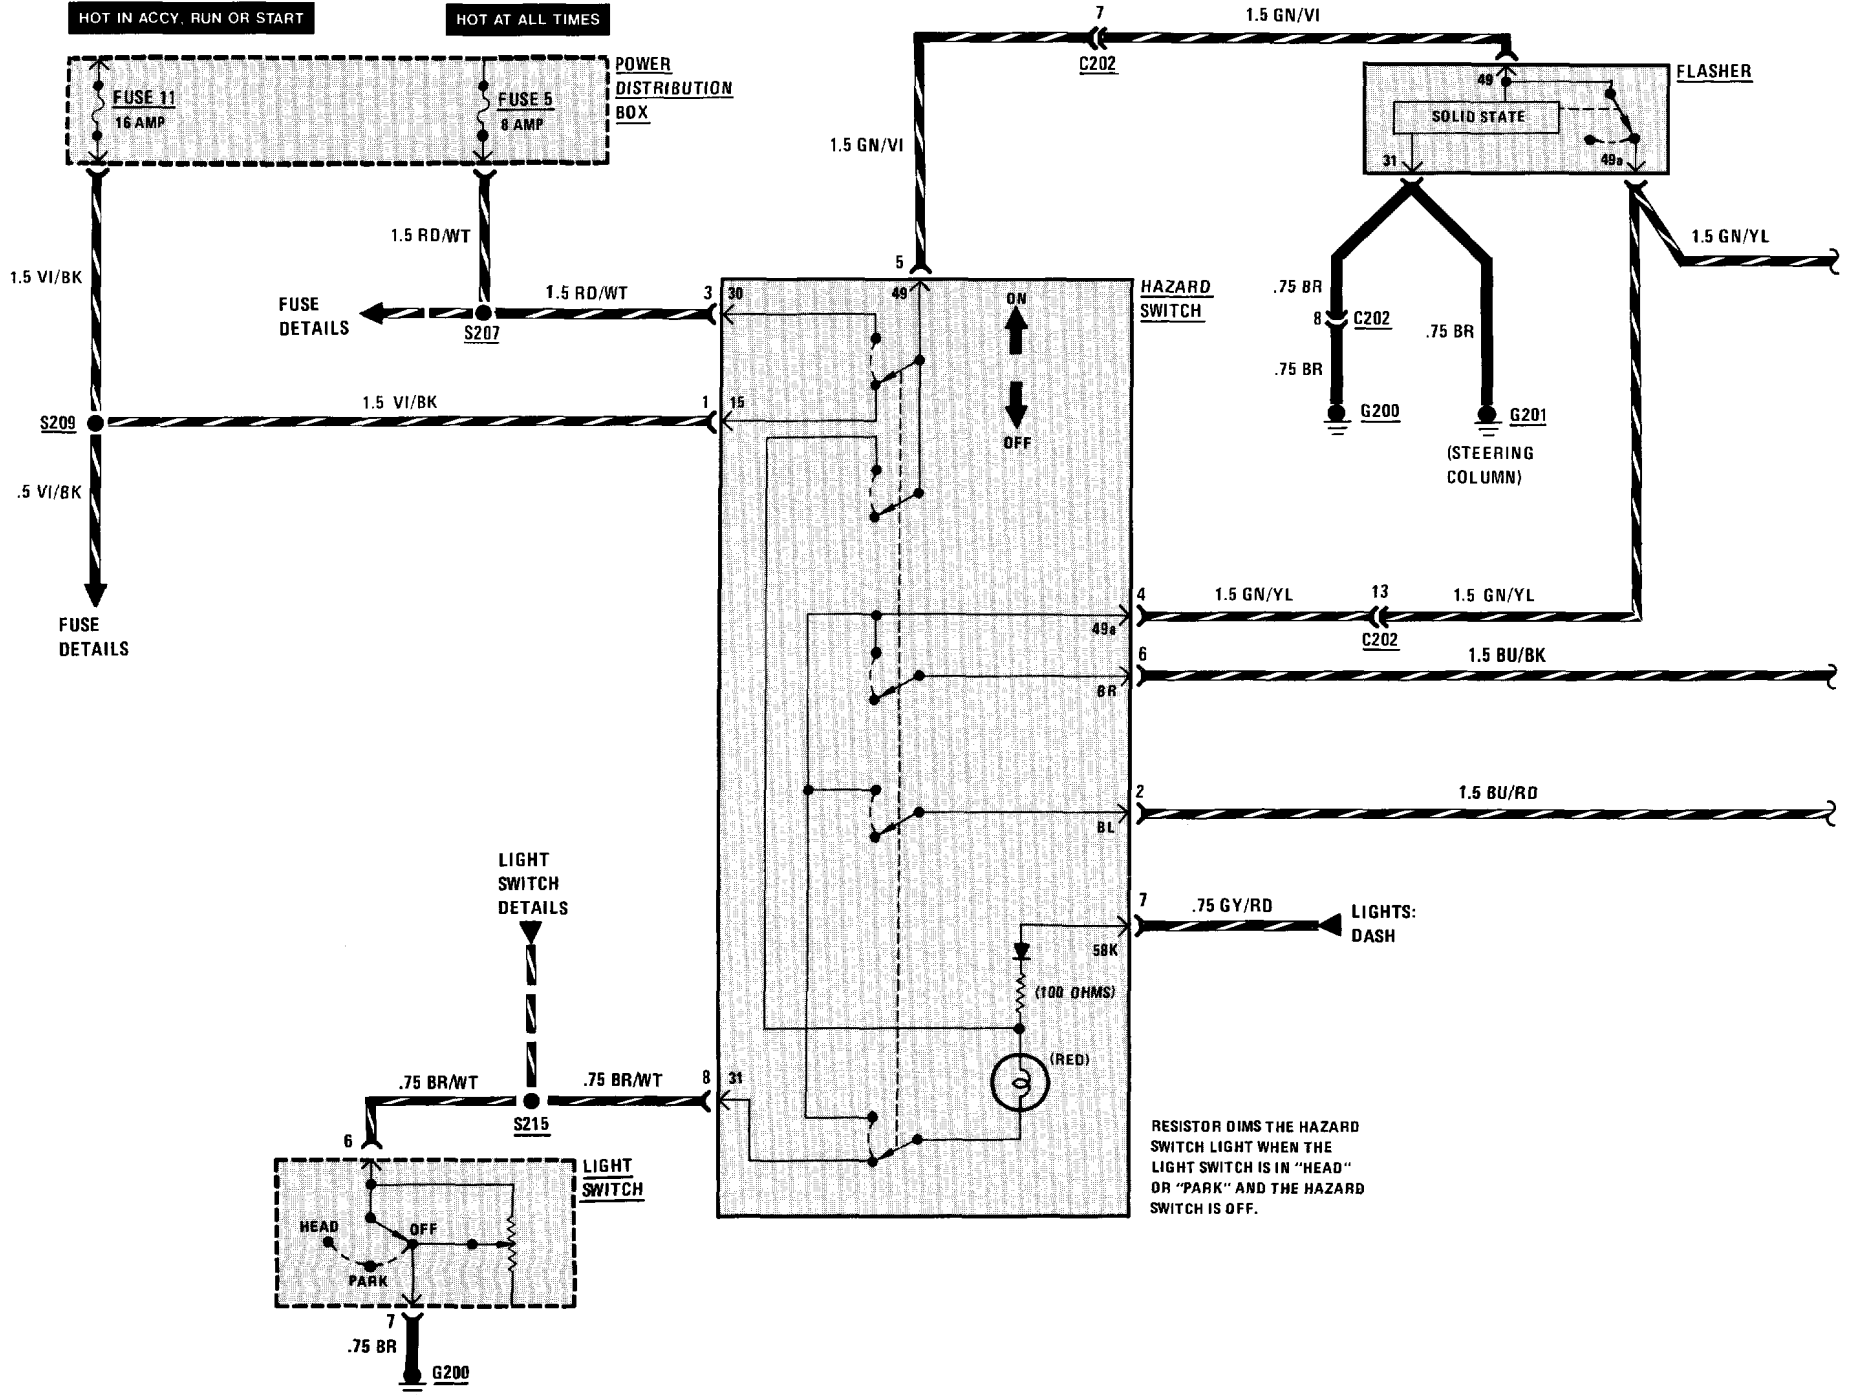 HOT IN ACCY, RUN OR START
HOT AT ALL TIMES
7
1.5 GN/VI
C202
POWER
DISTRIBUTION
BOX
FUSE 11
16 AMP
FUSE 5
8 AMP
1.5 GN/VI
49
FLASHER
SOLID STATE
31
49a
1.5 RD/WT
1.5 GN/YL
1.5 VI/BK
5
FUSE
DETAILS
S207
1.5 RD/WT
3
30
49
ON
OFF
HAZARD
SWITCH
.75 BR
8
C202
.75 BR
.75 BR
G200
G201
(STEERING
COLUMN)
S209
1.5 VI/BK
1
15
.5 VI/BK
FUSE
DETAILS
4
49a
1.5 GN/YL
13
C202
1.5 GN/YL
6
BR
1.5 BU/BK
2
BL
1.5 BU/RD
LIGHT
SWITCH
DETAILS
7
58K
.75 GY/RD
LIGHTS:
DASH
(100 OHMS)
(RED)
.75 BR/WT
S215
.75 BR/WT
8
31
6
LIGHT
SWITCH
HEAD
OFF
PARK
7
.75 BR
G200
RESISTOR DIMS THE HAZARD
SWITCH LIGHT WHEN THE
LIGHT SWITCH IS IN "HEAD"
OR "PARK" AND THE HAZARD
SWITCH IS OFF.